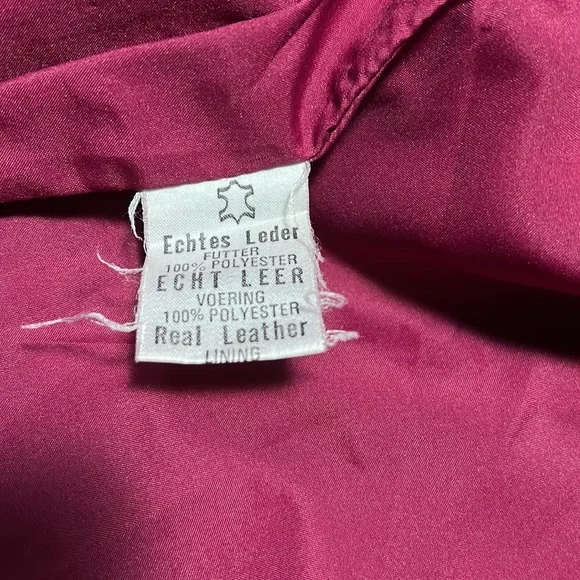 Echtes Leder
FUTTER
100% POLYESTER
ECHT LEER
VOERING
100% POLYESTER
Real Leather
LINING